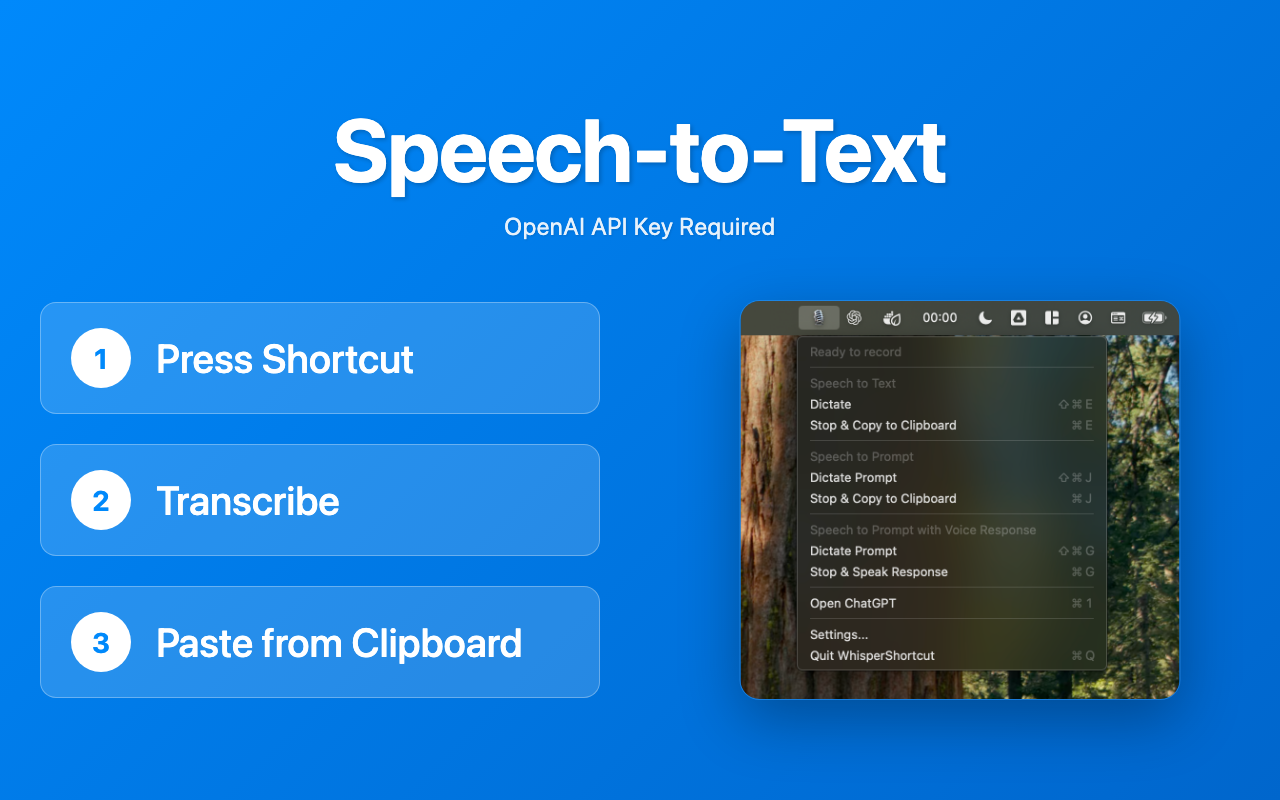 Speech-to-Text
OpenAI API Key Required
1 Press Shortcut
2 Transcribe
3 Paste from Clipboard
00:00
Ready to record
Speech to Text
Dictate ⇧⌘E
Stop & Copy to Clipboard ⌘E
Speech to Prompt
Dictate Prompt ⇧⌘J
Stop & Copy to Clipboard ⌘J
Speech to Prompt with Voice Response
Dictate Prompt ⇧⌘G
Stop & Speak Response ⌘G
Open ChatGPT ⌘1
Settings...
Quit WhisperShortcut ⌘Q